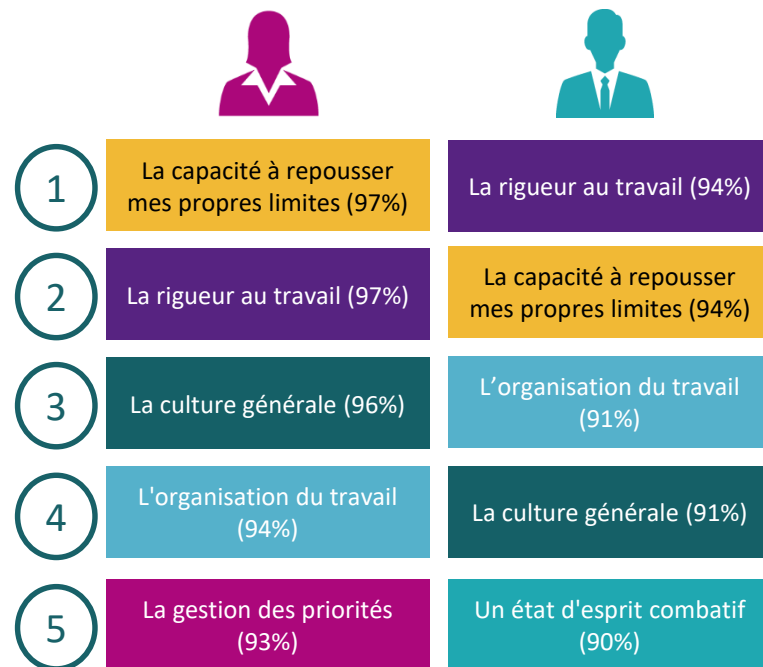 1
La capacité à repousser
mes propres limites (97%)
La rigueur au travail (94%)
2
La rigueur au travail (97%)
La capacité à repousser
mes propres limites (94%)
3
La culture générale (96%)
L’organisation du travail
(91%)
4
L'organisation du travail
(94%)
La culture générale (91%)
5
La gestion des priorités
(93%)
Un état d'esprit combatif
(90%)